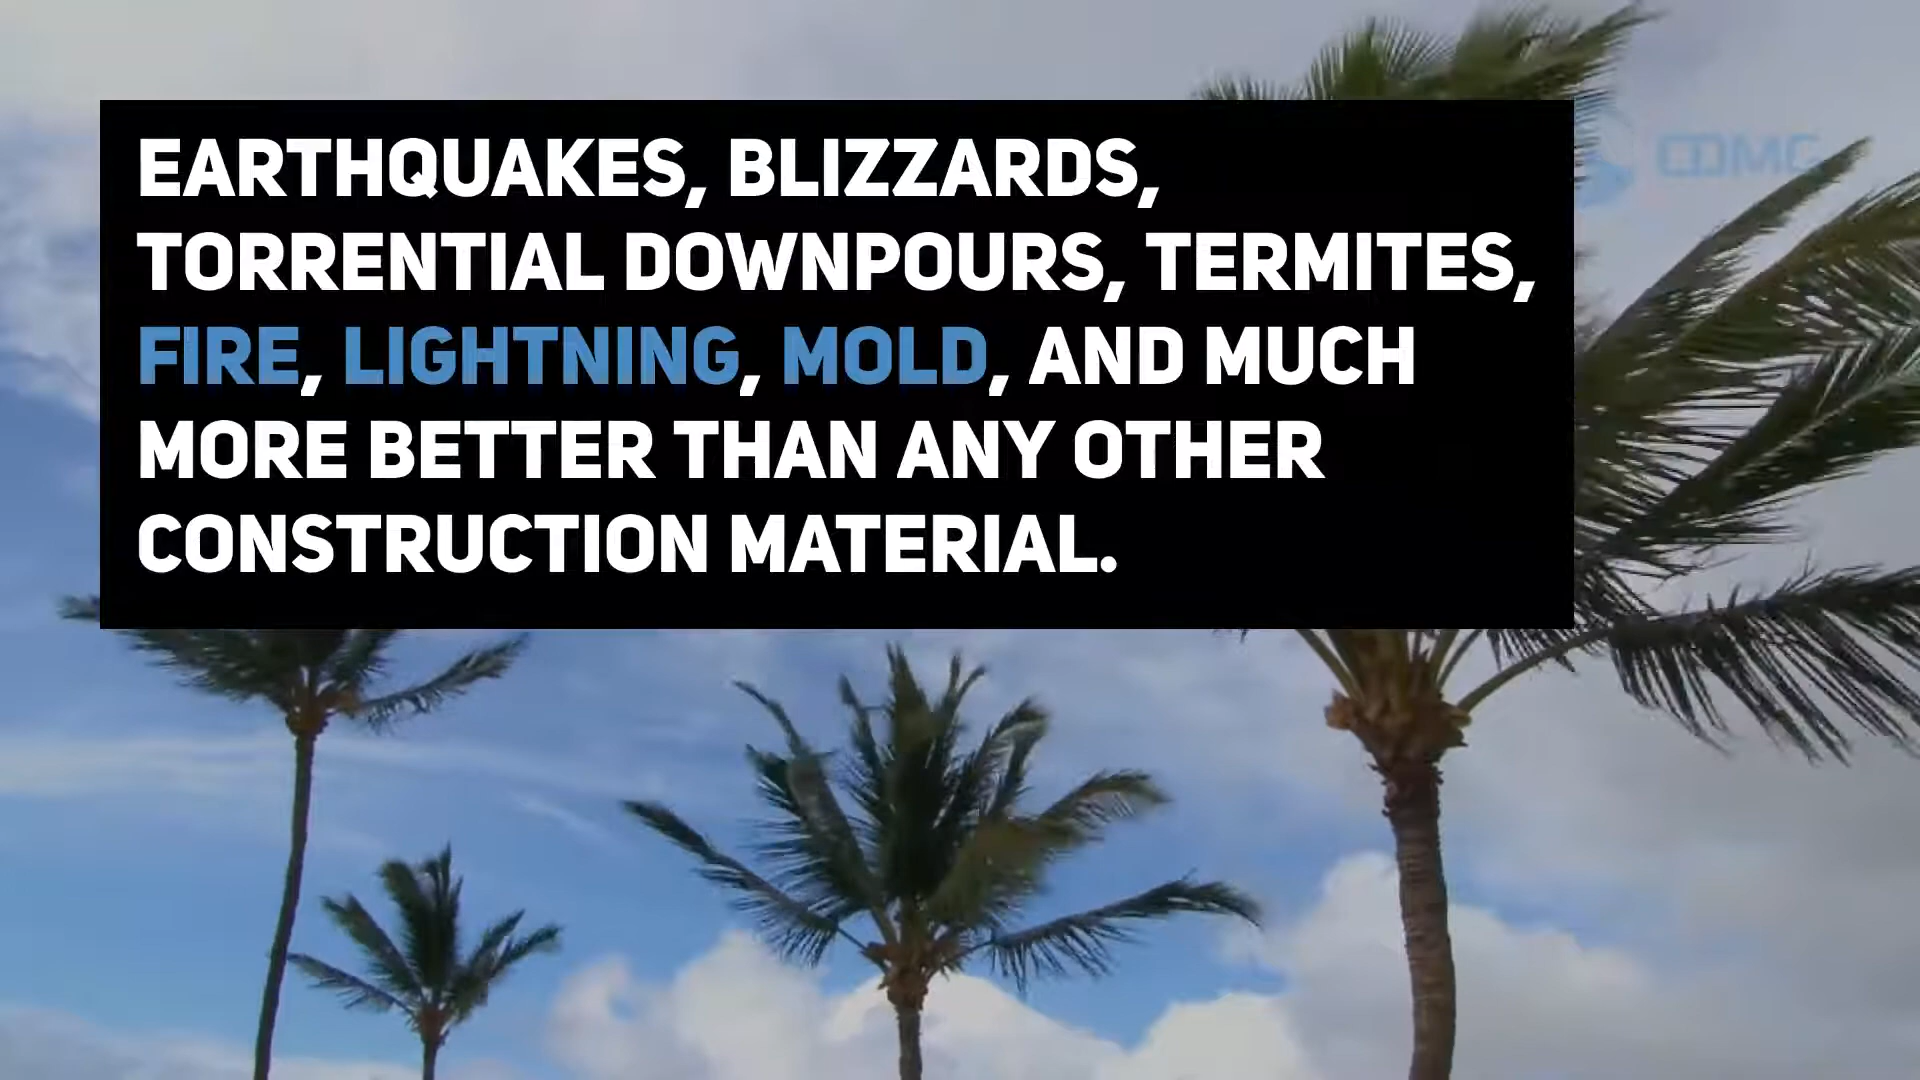 EARTHQUAKES, BLIZZARDS,
TORRENTIAL DOWNPOURS, TERMITES,
FIRE, LIGHTNING, MOLD, AND MUCH
MORE BETTER THAN ANY OTHER
CONSTRUCTION MATERIAL.